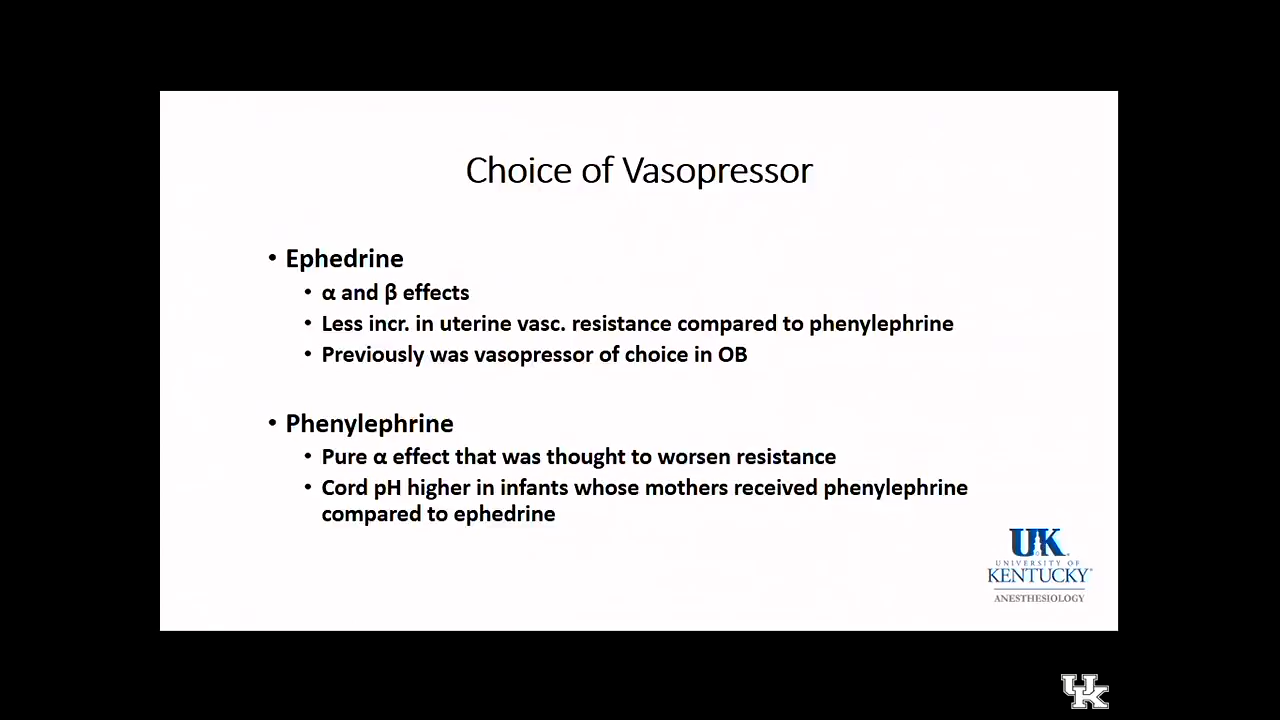 Choice of Vasopressor
• Ephedrine
• α and β effects
• Less incr. in uterine vasc. resistance compared to phenylephrine
• Previously was vasopressor of choice in OB
• Phenylephrine
• Pure α effect that was thought to worsen resistance
• Cord pH higher in infants whose mothers received phenylephrine
compared to ephedrine
UK
UNIVERSITY OF
KENTUCKY
ANESTHESIOLOGY
UK